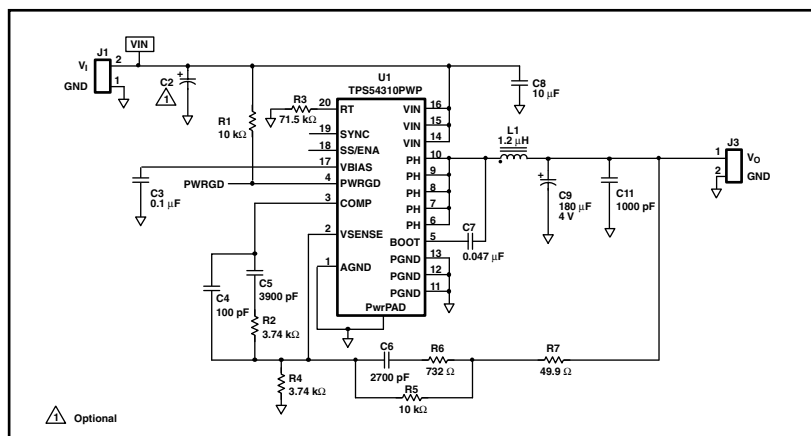 VIN
J1
VI
2
GND
1
C2
1
R1
10 kΩ
R3
71.5 kΩ
U1
TPS54310PWP
20
RT
19
SYNC
18
SS/ENA
17
VBIAS
PWRGD
4
PWRGD
3
COMP
2
VSENSE
1
AGND
PwrPAD
VIN
16
VIN
15
VIN
14
PH
10
PH
9
PH
8
PH
7
PH
6
BOOT
5
PGND
13
PGND
12
PGND
11
C8
10 μF
L1
1.2 μH
J3
1
VO
GND
2
C9
180 μF
4 V
C11
1000 pF
C7
0.047 μF
C3
0.1 μF
C4
100 pF
C5
3900 pF
R2
3.74 kΩ
R4
3.74 kΩ
C6
2700 pF
R6
732 Ω
R5
10 kΩ
R7
49.9 Ω
1 Optional